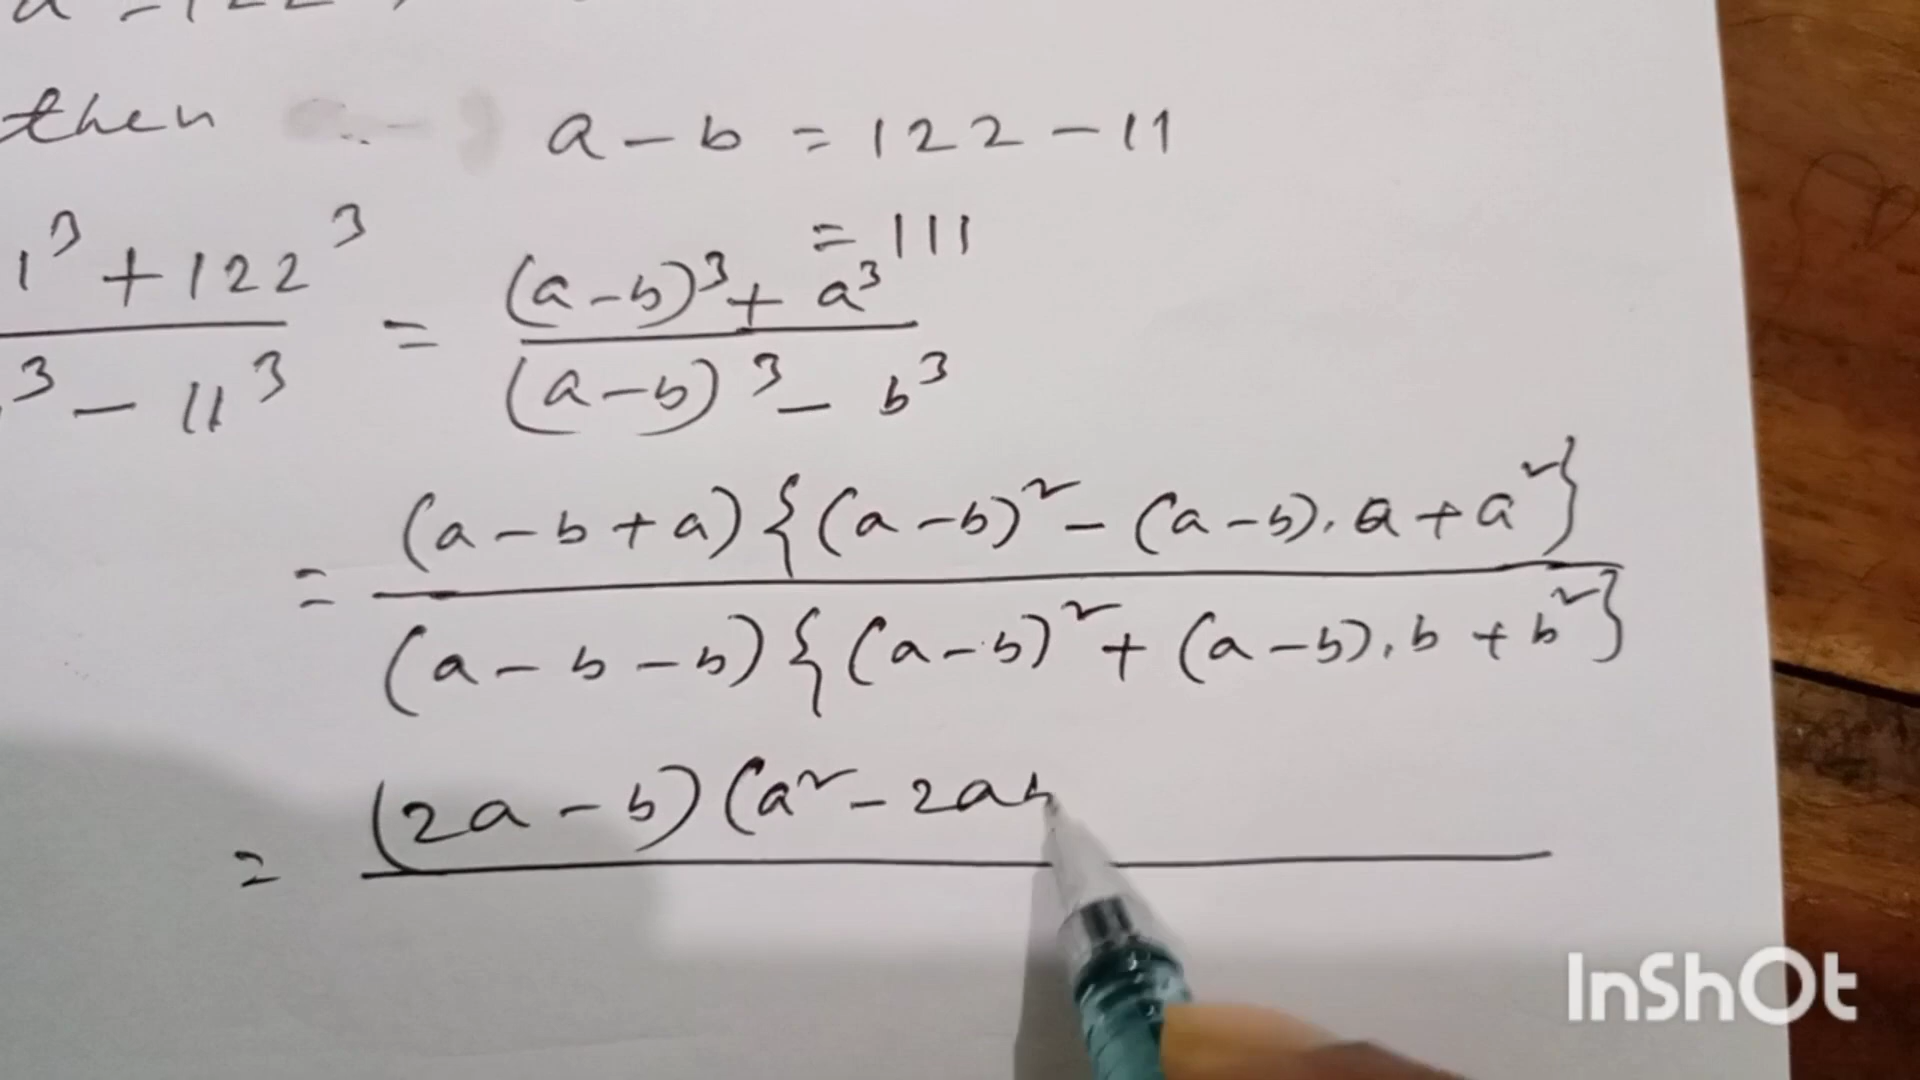 a = 122
then a - b = 122 - 11
= 111
1³ + 122³ / ³ - 11³ = (a-b)³ + a³ / (a-b)³ - b³
= (a-b+a){(a-b)² - (a-b).a + a²} / (a-b-b){(a-b)² + (a-b).b + b²}
= (2a-b)(a² - 2ab
InShOt